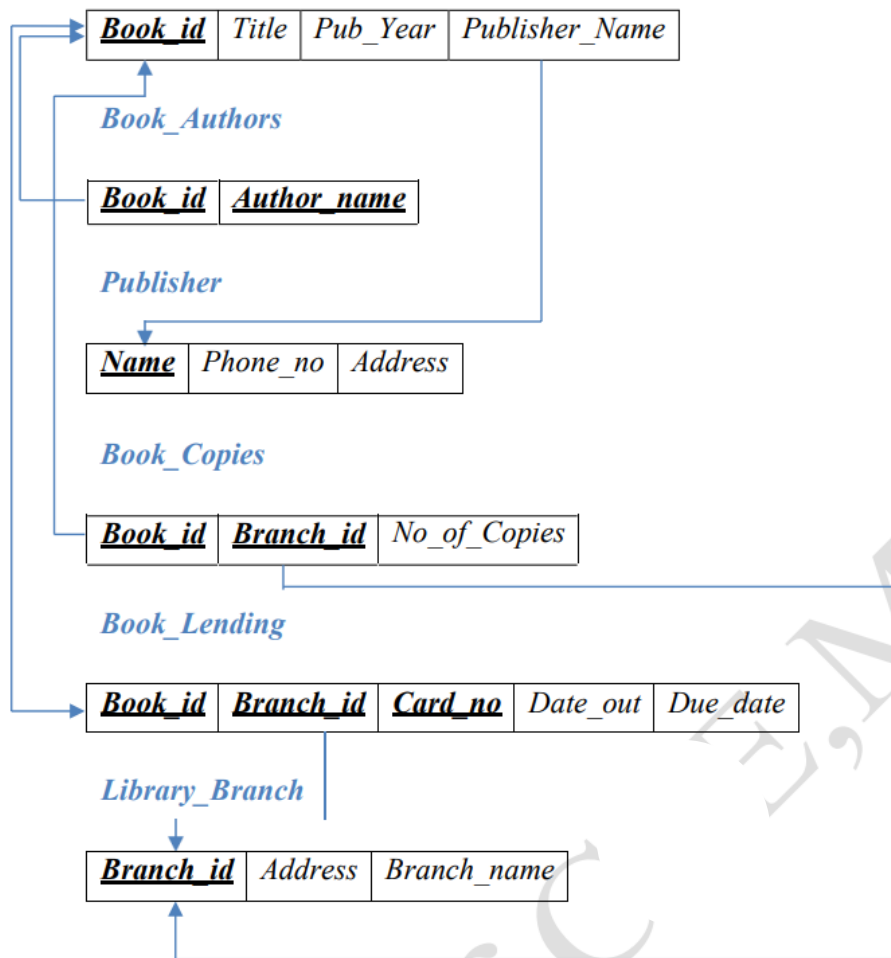 Book_id Title Pub_Year Publisher_Name
Book_Authors
Book_id Author_name
Publisher
Name Phone_no Address
Book_Copies
Book_id Branch_id No_of_Copies
Book_Lending
Book_id Branch_id Card_no Date_out Due_date
Library_Branch
Branch_id Address Branch_name